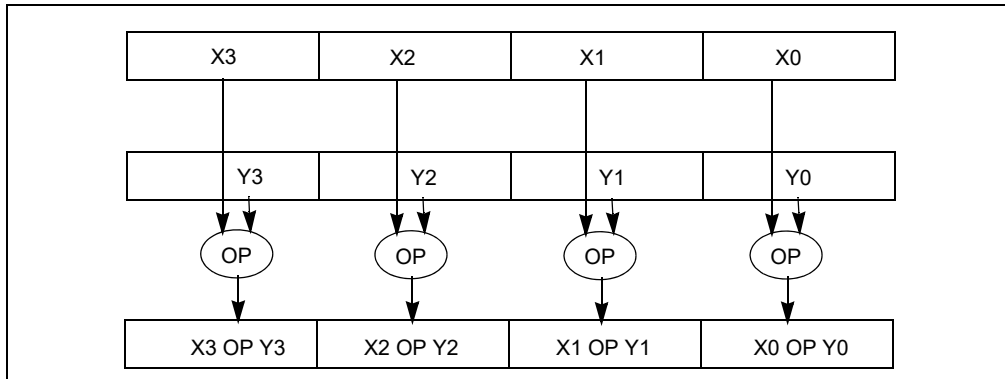 X3 X2 X1 X0
Y3 Y2 Y1 Y0
OP OP OP OP
X3 OP Y3 X2 OP Y2 X1 OP Y1 X0 OP Y0